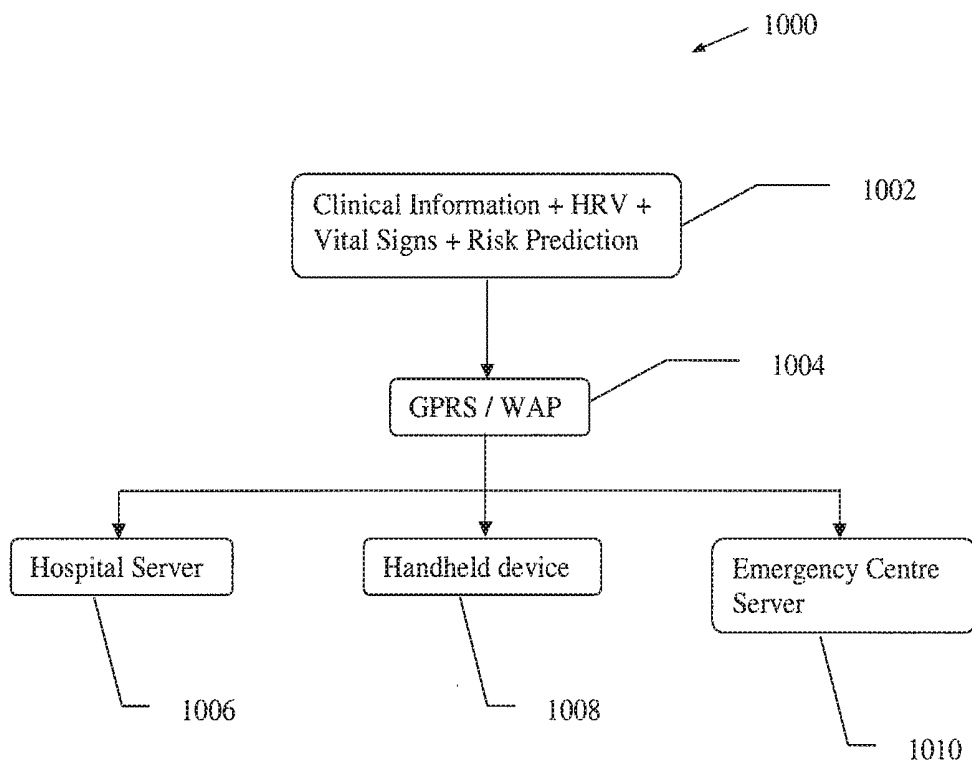 1000
Clinical Information + HRV +
Vital Signs + Risk Prediction
1002
1004
GPRS / WAP
Hospital Server
Handheld device
Emergency Centre
Server
1006
1008
1010